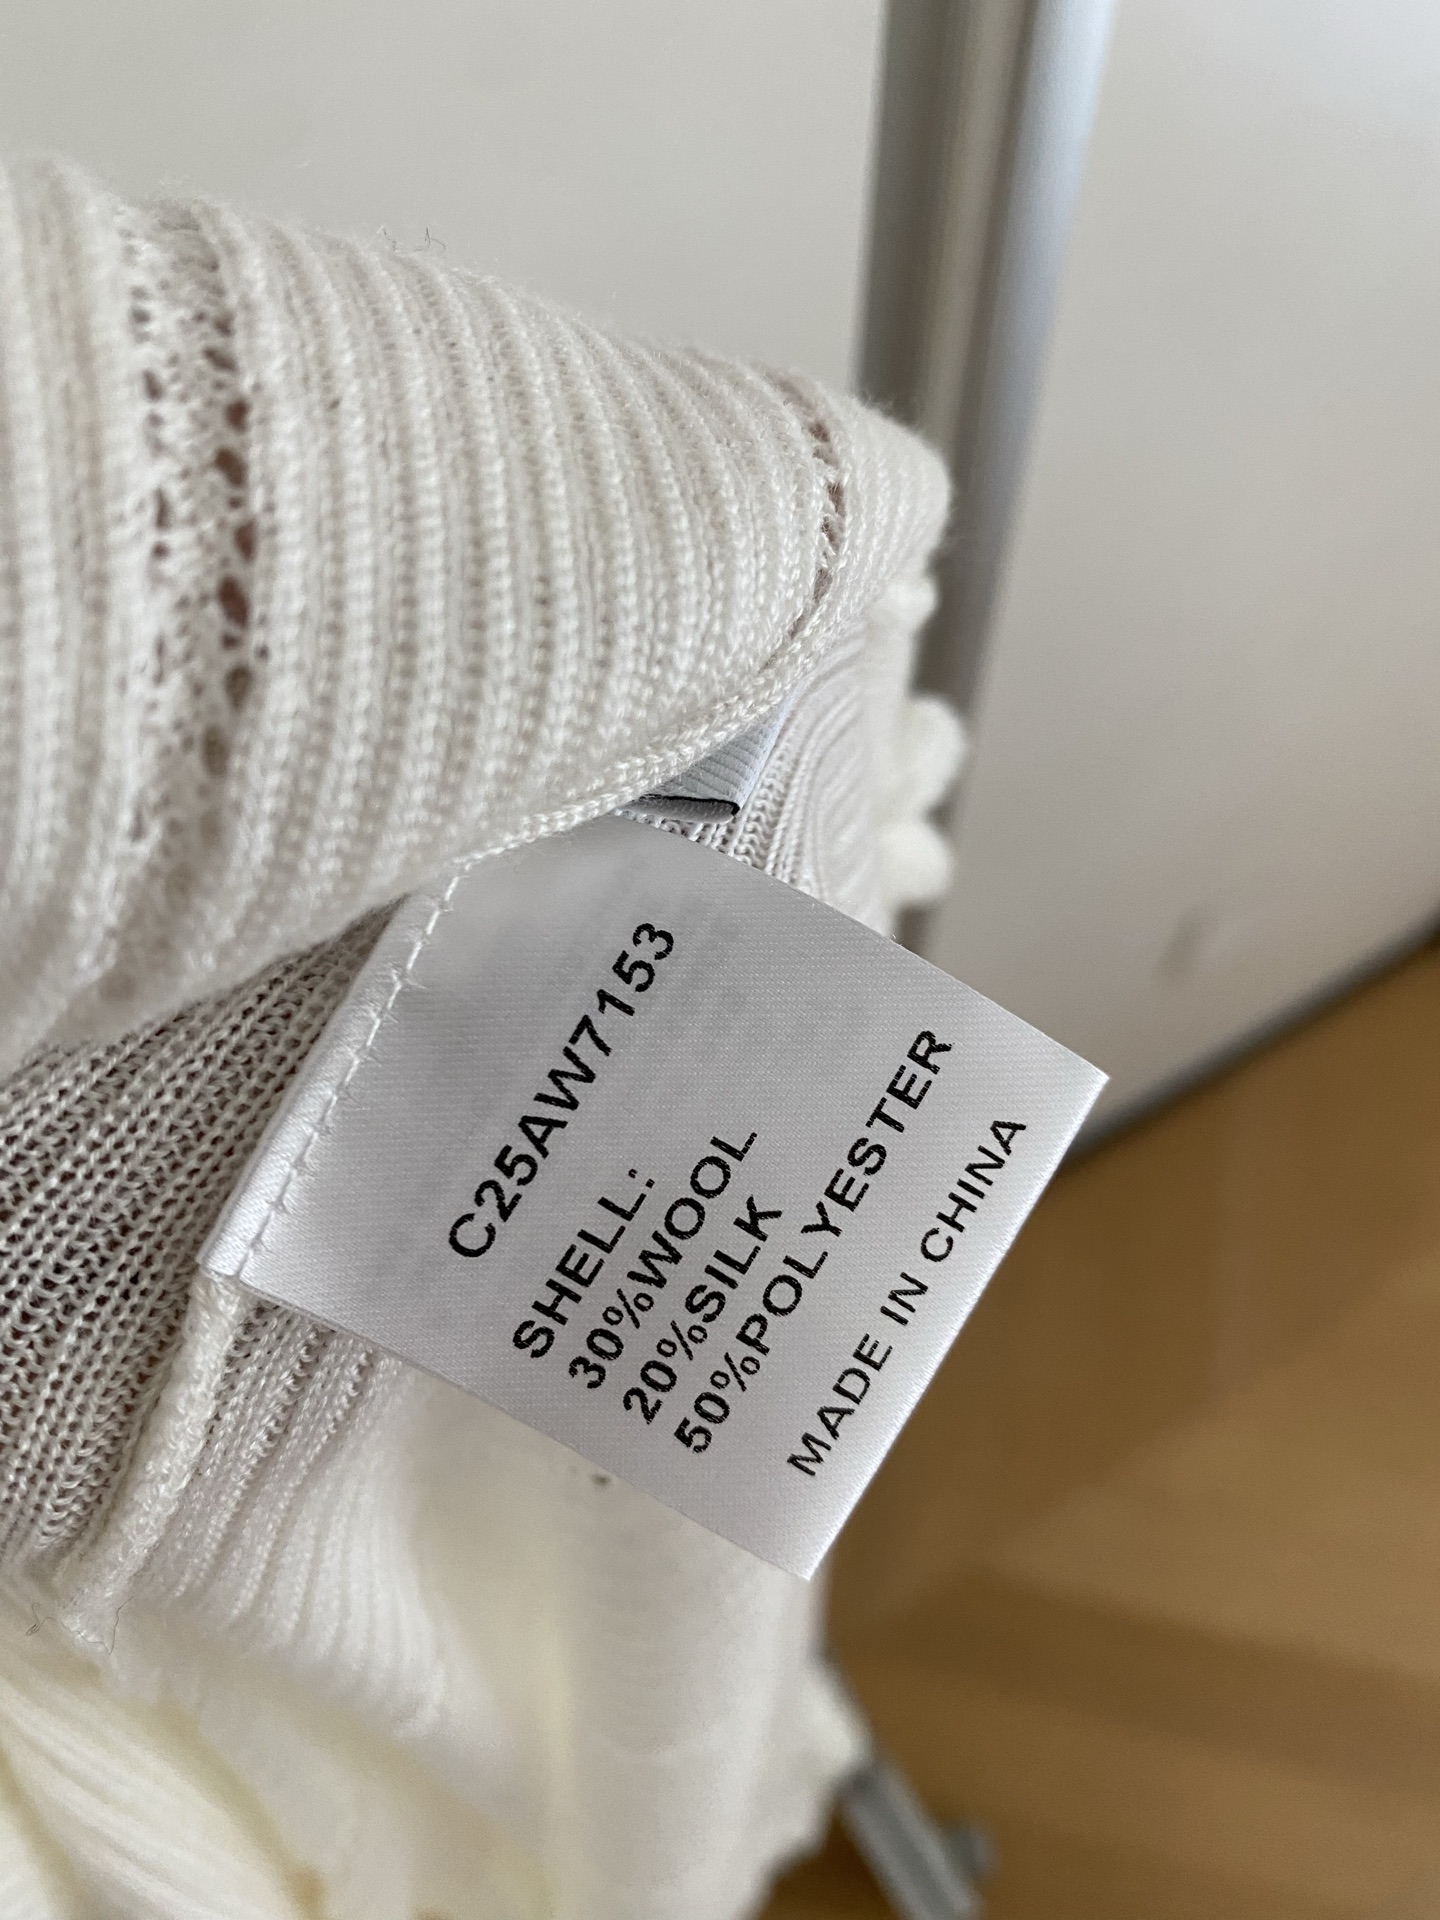 C25AW7153
SHELL:
30%WOOL
20%SILK
50%POLYESTER
MADE IN CHINA